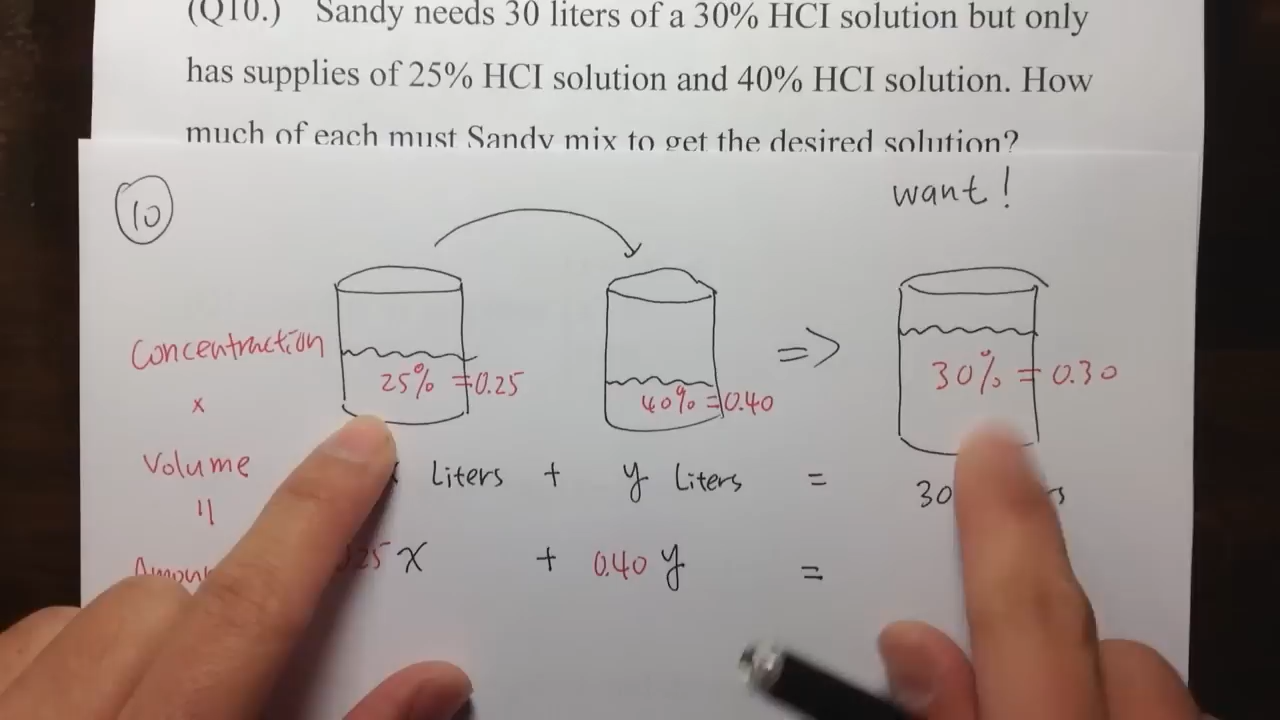 (Q10.) Sandy needs 30 liters of a 30% HCI solution but only
has supplies of 25% HCI solution and 40% HCI solution. How
much of each must Sandy mix to get the desired solution?
want!
10
Concentraction
25% =0.25
40% =0.40
=>
30% = 0.30
x
Volume
Liters + y Liters = 30
=
x + 0.40 y =